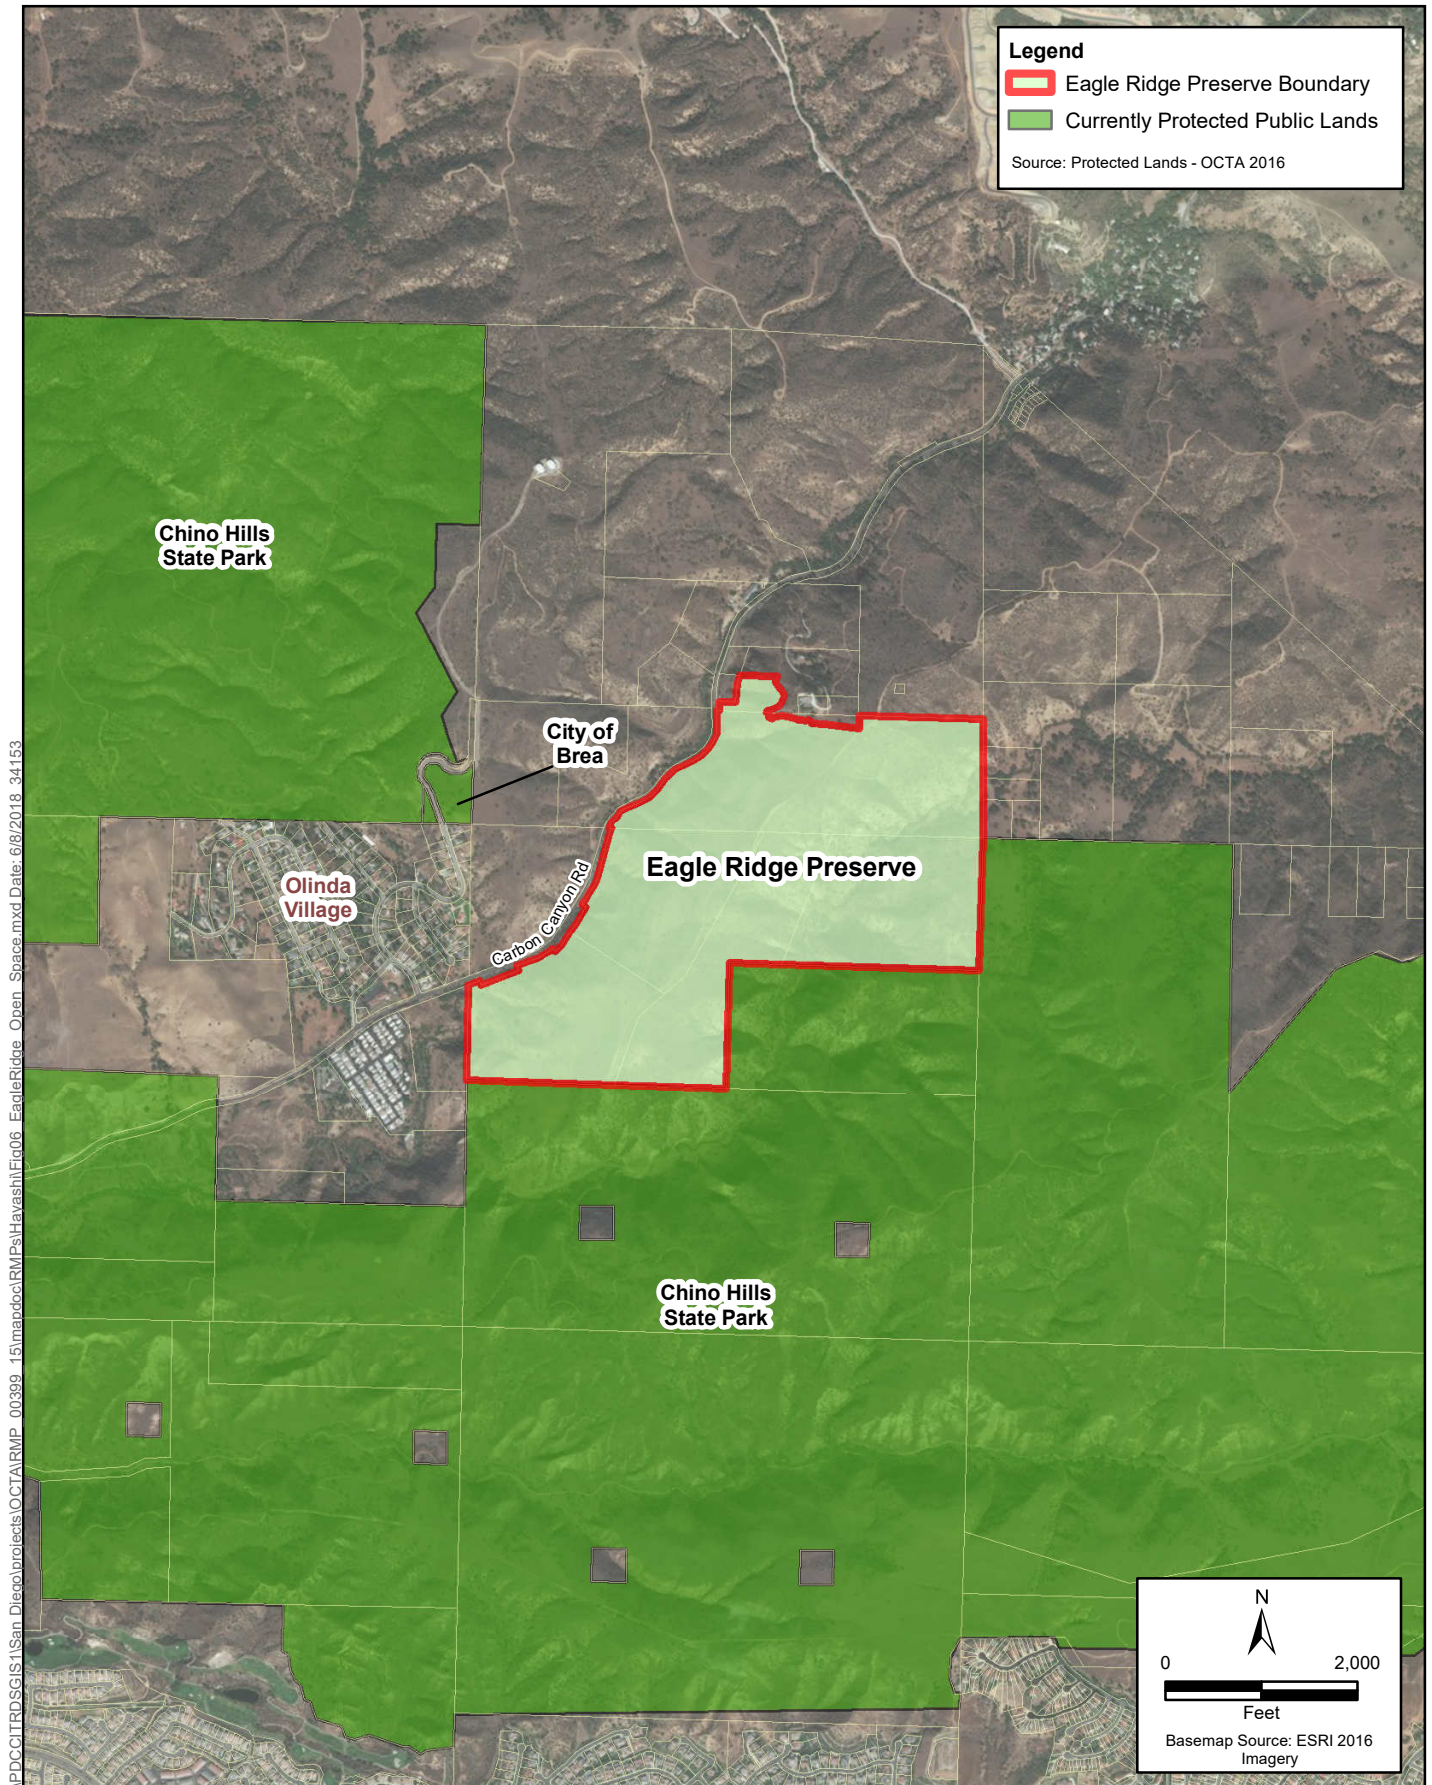 Legend
Eagle Ridge Preserve Boundary
Currently Protected Public Lands
Source: Protected Lands - OCTA 2016
Chino Hills
State Park
City of
Brea
Eagle Ridge Preserve
Olinda
Village
Carbon Canyon Rd
Chino Hills
State Park
N
0 2,000
Feet
Basemap Source: ESRI 2016
Imagery
\PDCCITRDSGIS1\San Diego\projects\OCTA\RMP_00399_15\mapdoc\RMPs\Hayashi\Fig06_EagleRidge_Open_Space.mxd Date: 6/8/2018 34153